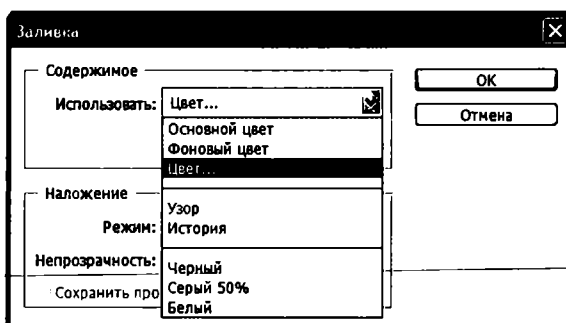 Заливка
Содержимое
OK
Использовать: Цвет...
Отмена
Основной цвет
Фоновый цвет
Цвет...
Наложение
Узор
Режим: История
Непрозрачность:
Черный
Сохранить про Серый 50%
Белый